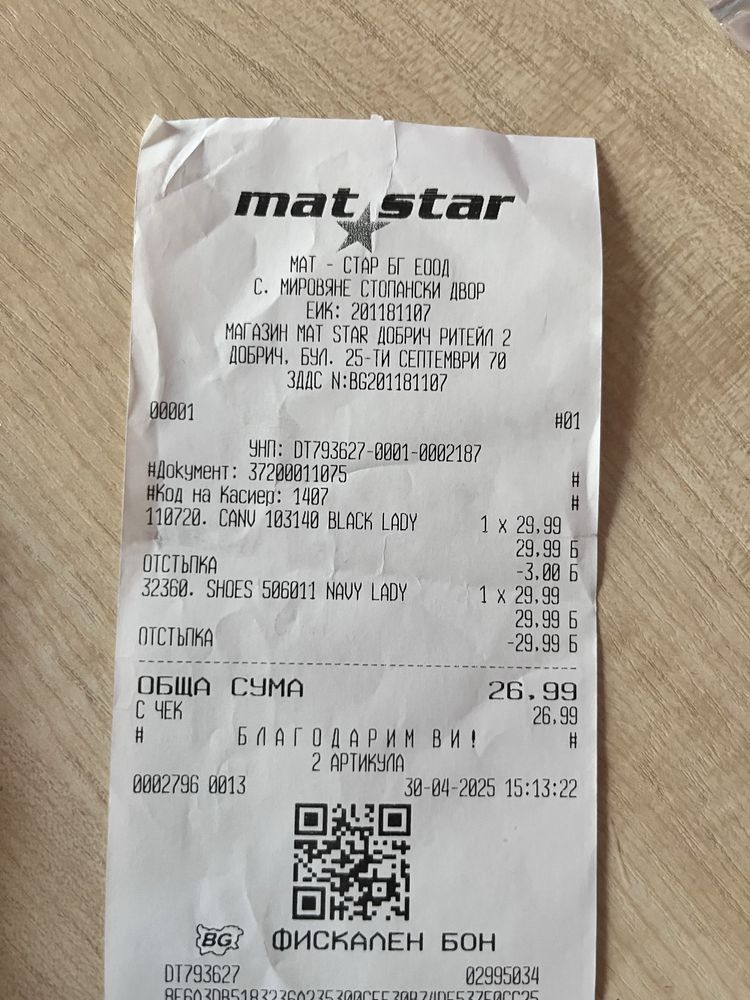 mat star
МАТ - СТАР БГ ЕООД
С. МИРОВЯНЕ СТОПАНСКИ ДВОР
ЕИК: 201181107
МАГАЗИН MAT STAR ДОБРИЧ РИТЕЙЛ 2
ДОБРИЧ. БУЛ. 25-ТИ СЕПТЕМВРИ 70
ЗДДС N:BG201181107
00001 #01
УНП: DT793627-0001-0002187
#Документ: 37200011075 #
#Код на Касиер: 1407 #
110720. CANV 103140 BLACK LADY 1 x 29.99
29.99 Б
ОТСТЪПКА -3.00 Б
32360. SHOES 506011 NAVY LADY 1 x 29.99
29.99 Б
ОТСТЪПКА -29.99 Б
ОБЩА СУМА 26.99
С ЧЕК 26.99
# БЛАГОДАРИМ ВИ! #
2 АРТИКУЛА
0002796 0013 30-04-2025 15:13:22
BG ФИСКАЛЕН БОН
DT793627 02995034